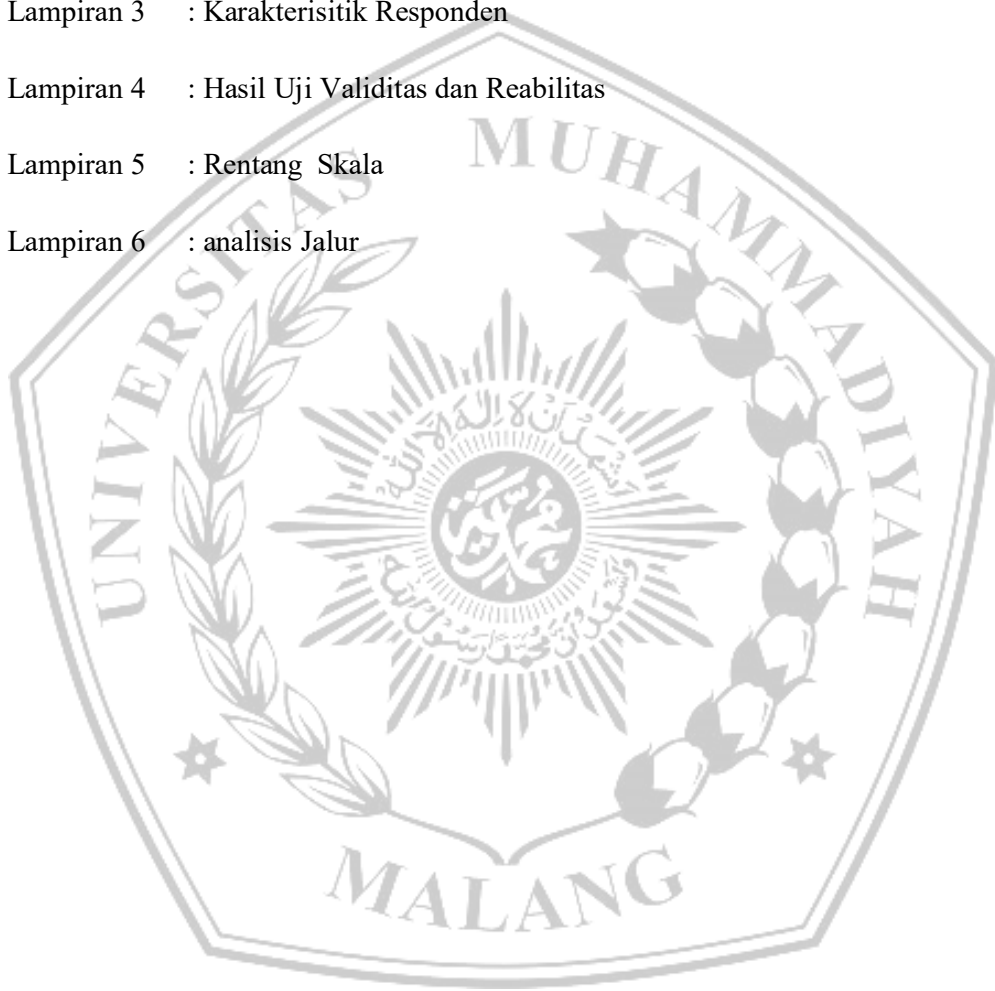 Lampiran 3 : Karakterisitik Responden
Lampiran 4 : Hasil Uji Validitas dan Reabilitas
Lampiran 5 : Rentang Skala
Lampiran 6 : analisis Jalur
UNIVERSITAS MUHAMMADIYAH
MALANG